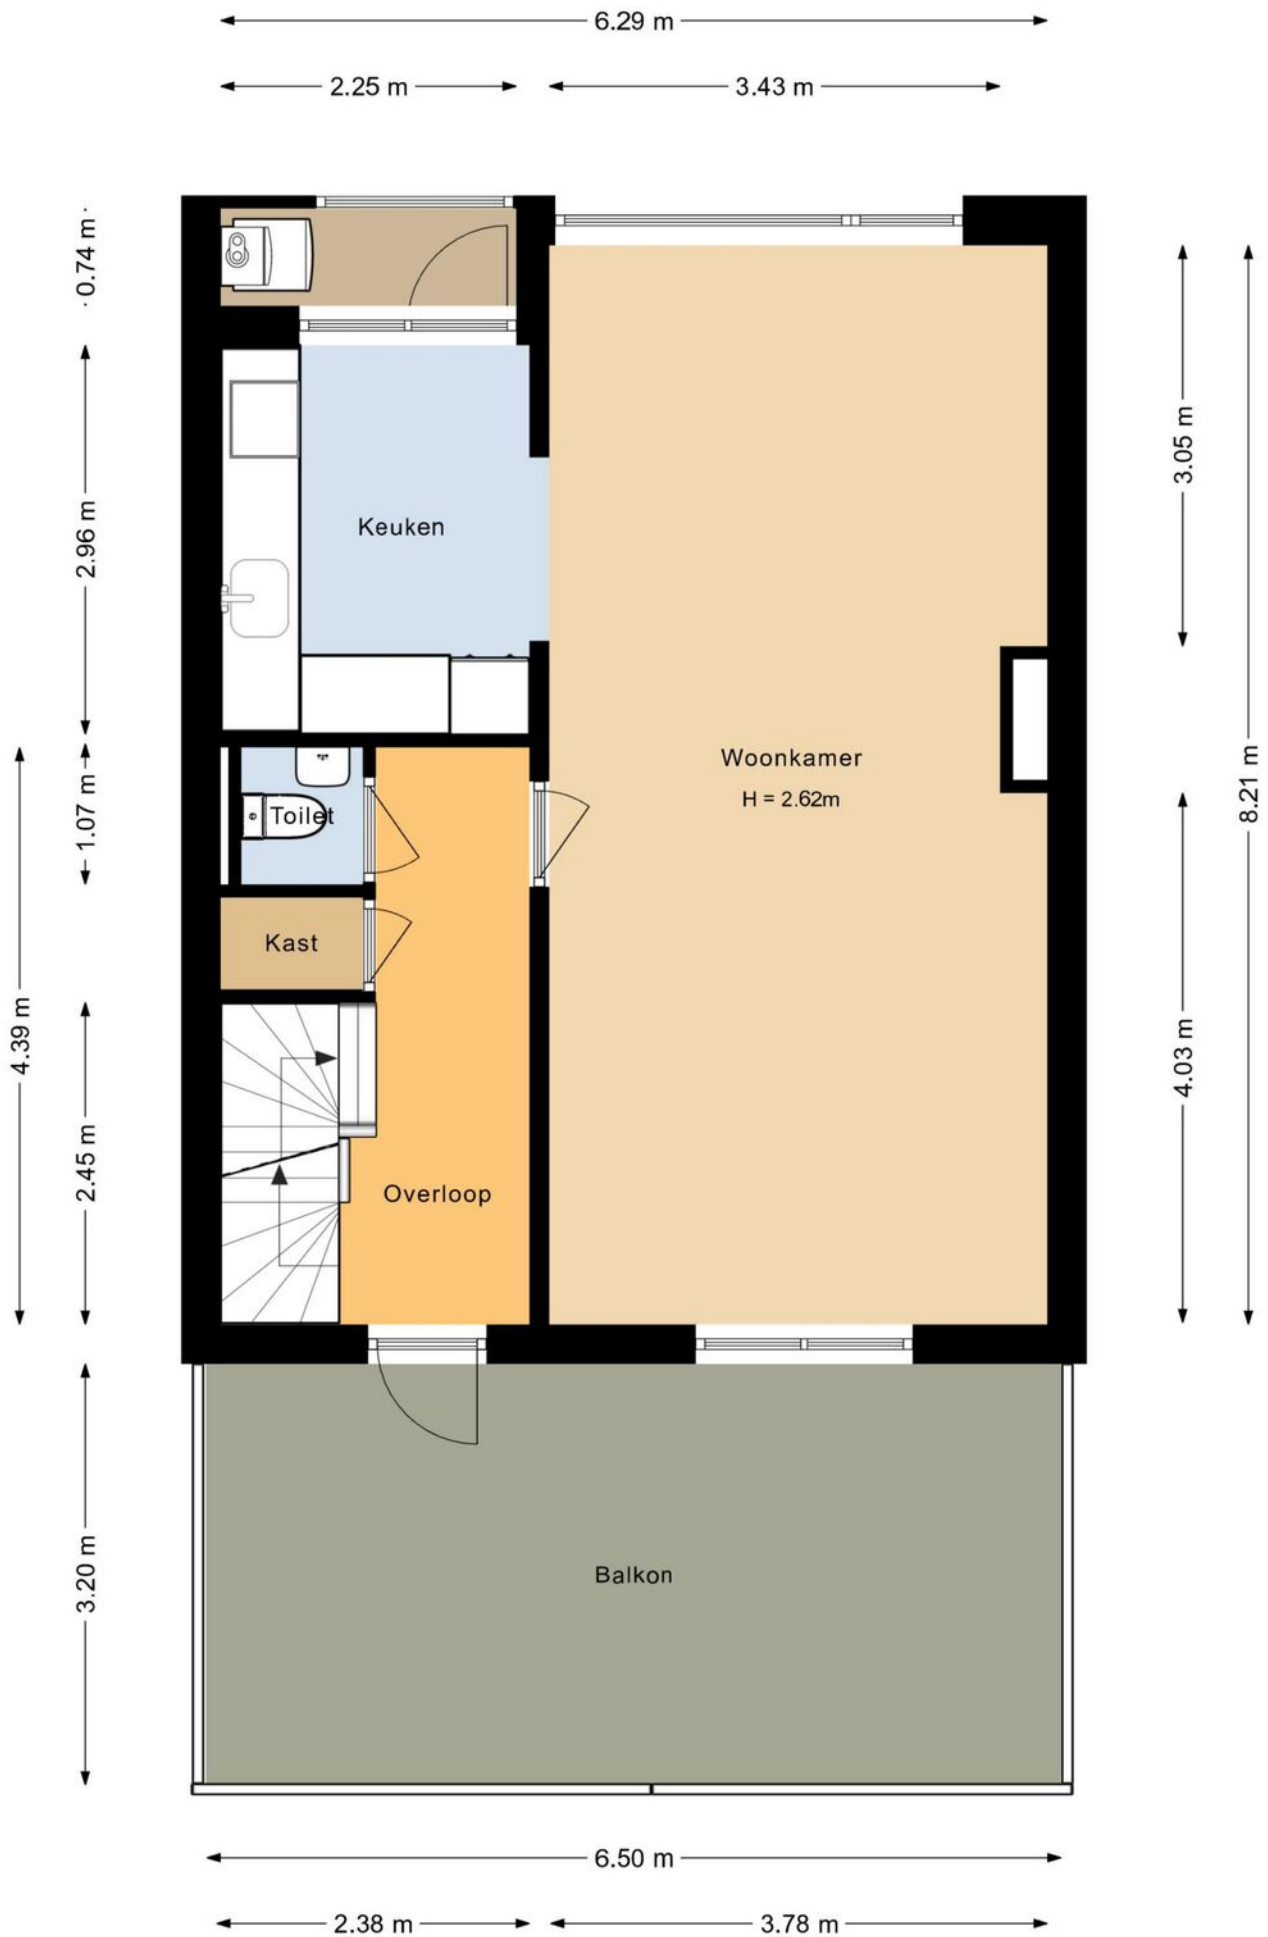 6.29 m
2.25 m
3.43 m
0.74 m
3.05 m
2.96 m
Keuken
Woonkamer
H = 2.62m
8.21 m
1.07 m
Toilet
Kast
4.39 m
4.03 m
2.45 m
Overloop
3.20 m
Balkon
6.50 m
2.38 m
3.78 m